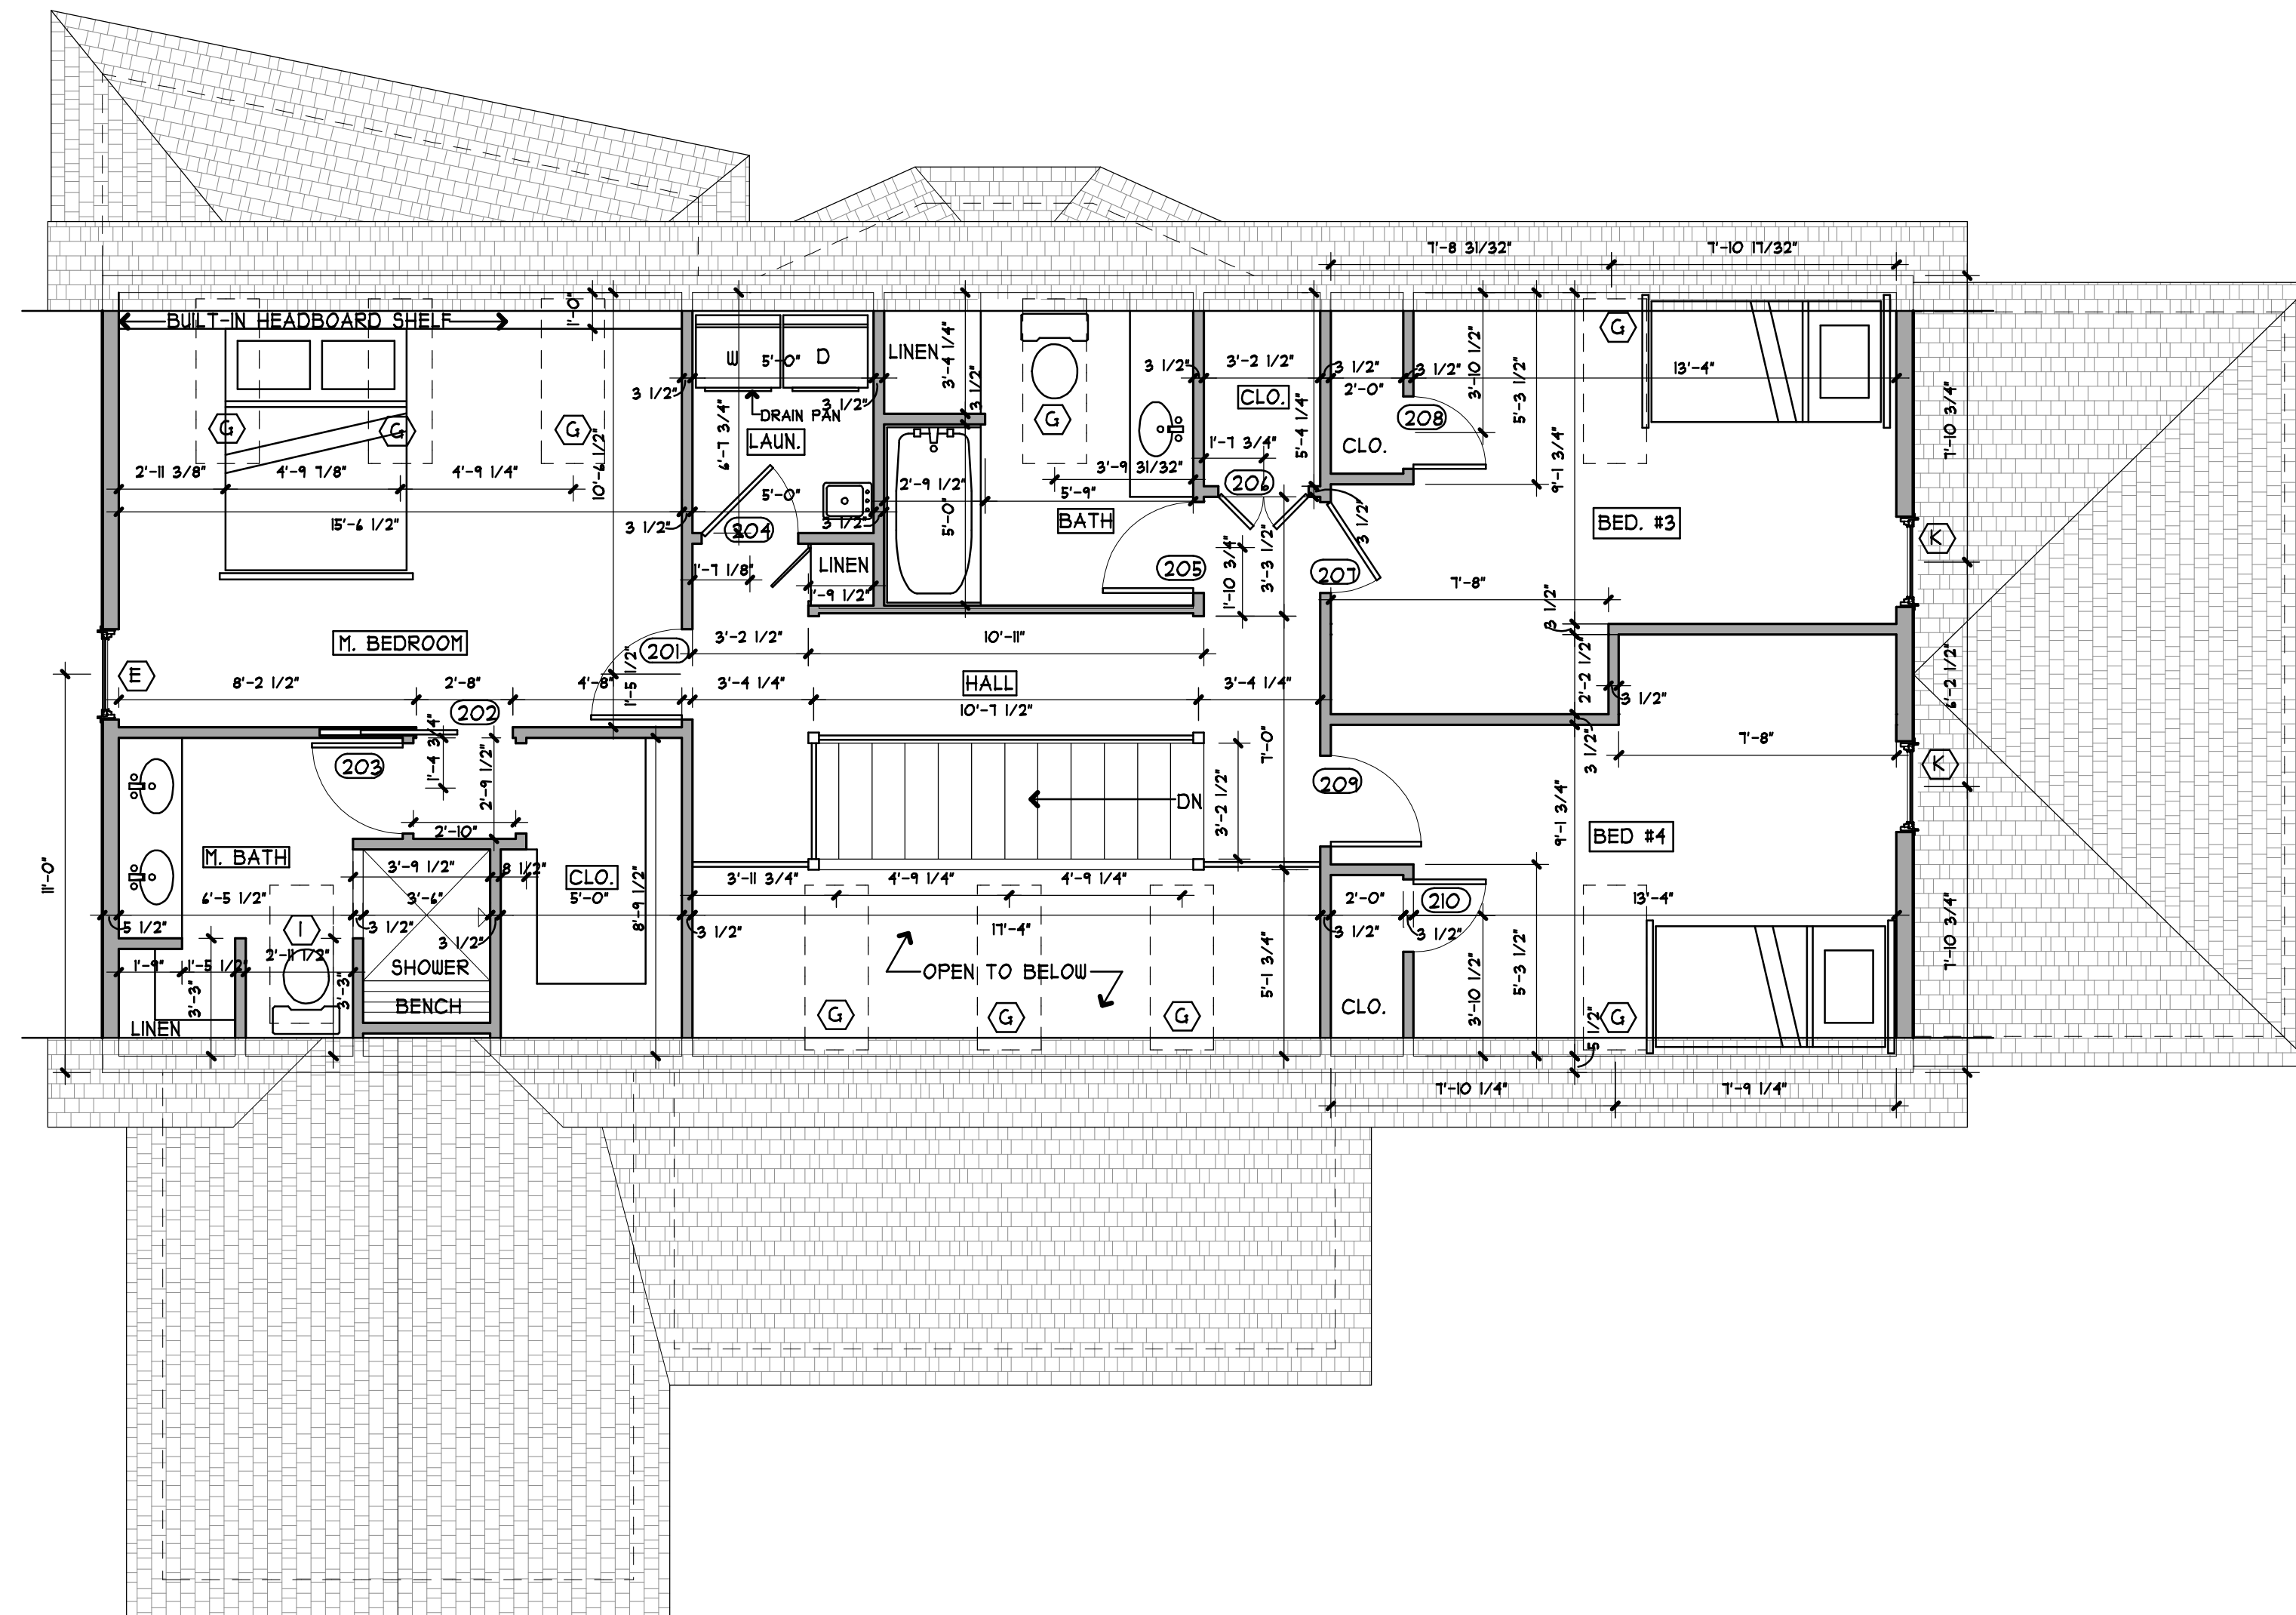 7'-8 31/32"
7'-10 17/32"
BUILT-IN HEADBOARD SHELF
1'-0"
W
5'-0"
D
LINEN
3'-4 1/4"
3 1/2"
3'-2 1/2"
3 1/2"
3 1/2"
3'-10 1/2"
5'-3 1/2"
G
13'-4"
3 1/2"
3 1/2"
3 1/2"
CLO.
2'-0"
DRAIN PAN
LAUN.
G
G
G
G
208
7'-10 3/4"
6'-7 3/4"
10'-6 1/2"
1'-7 3/4"
5'-4 1/4"
CLO.
9'-1 3/4"
2'-11 3/8"
4'-9 7/8"
4'-9 1/4"
3'-9 31/32"
206
2'-9 1/2"
5'-0"
5'-9"
15'-6 1/2"
3 1/2"
204
3 1/2"
5'-0"
BATH
3 1/2"
BED. #3
K
LINEN
1'-7 1/8"
1'-9 1/2"
205
1'-10 3/4"
3'-3 1/2"
207
7'-8"
3 1/2"
M. BEDROOM
201
3'-2 1/2"
10'-11"
E
8'-2 1/2"
2'-8"
4'-8"
1'-5 1/2"
3'-4 1/4"
HALL
3'-4 1/4"
2'-2 1/2"
3 1/2"
6'-2 1/2"
202
10'-7 1/2"
203
1'-4 3/4"
2'-9 1/2"
7'-0"
3 1/2"
7'-8"
K
209
DN
3'-2 1/2"
2'-10"
9'-1 3/4"
BED #4
M. BATH
3'-9 1/2"
8 1/2"
CLO.
11'-0"
3'-11 3/4"
4'-9 1/4"
4'-9 1/4"
6'-5 1/2"
3'-6"
5'-0"
8'-9 1/2"
2'-0"
210
13'-4"
5 1/2"
I
3 1/2"
3 1/2"
3 1/2"
17'-4"
3 1/2"
3 1/2"
7'-10 3/4"
1'-9"
1'-5 1/2"
2'-11 1/2"
SHOWER
OPEN TO BELOW
5'-1 3/4"
5'-3 1/2"
3'-3"
3'-3"
BENCH
CLO.
3'-10 1/2"
LINEN
G
G
G
G
5 1/2"
7'-10 1/4"
7'-9 1/4"